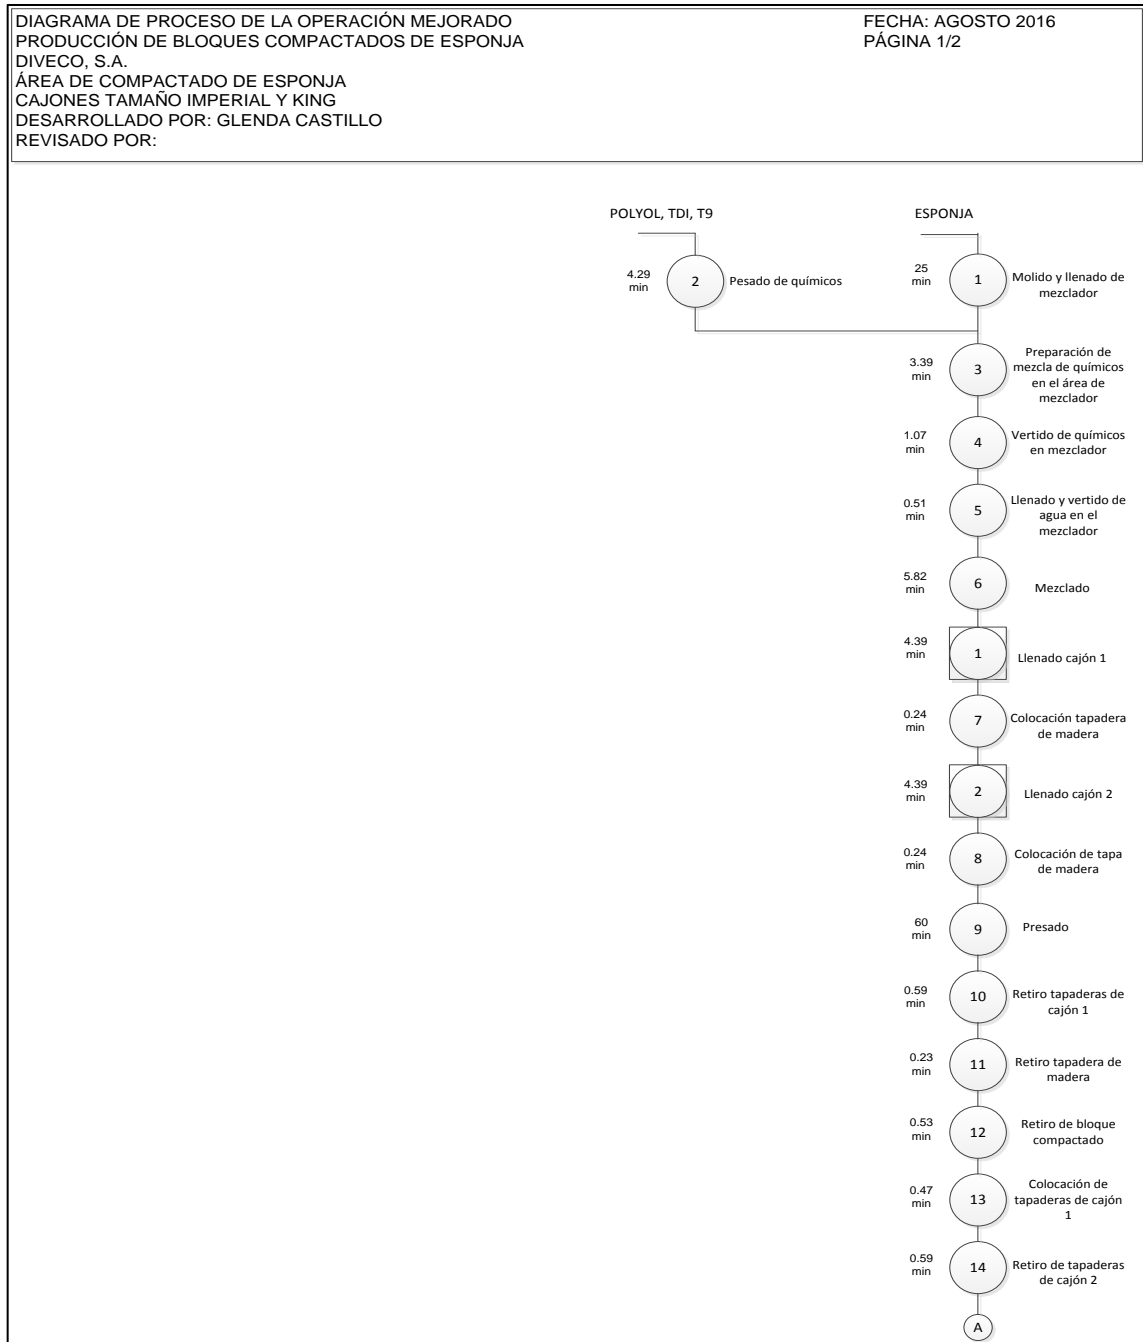 DIAGRAMA DE PROCESO DE LA OPERACIÓN MEJORADO
FECHA: AGOSTO 2016
PRODUCCIÓN DE BLOQUES COMPACTADOS DE ESPONJA
PÁGINA 1/2
DIVECO, S.A.
ÁREA DE COMPACTADO DE ESPONJA
CAJONES TAMAÑO IMPERIAL Y KING
DESARROLLADO POR: GLENDA CASTILLO
REVISADO POR:
POLYOL, TDI, T9
ESPONJA
4.29
min
2
Pesado de químicos
25
min
1
Molido y llenado de
mezclador
3.39
min
3
Preparación de
mezcla de químicos
en el área de
mezclador
1.07
min
4
Vertido de químicos
en mezclador
0.51
min
5
Llenado y vertido de
agua en el
mezclador
5.82
min
6
Mezclado
4.39
min
1
Llenado cajón 1
0.24
min
7
Colocación tapadera
de madera
4.39
min
2
Llenado cajón 2
0.24
min
8
Colocación de tapa
de madera
60
min
9
Presado
0.59
min
10
Retiro tapaderas de
cajón 1
0.23
min
11
Retiro tapadera de
madera
0.53
min
12
Retiro de bloque
compactado
0.47
min
13
Colocación de
tapaderas de cajón
1
0.59
min
14
Retiro de tapaderas
de cajón 2
A